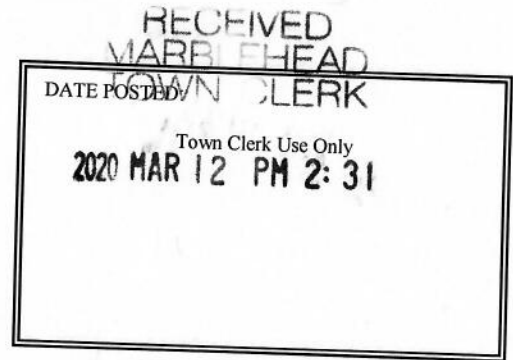 RECEIVED
MARBLEHEAD
TOWN CLERK
DATE POSTED:
Town Clerk Use Only
2020 MAR 12 PM 2:31